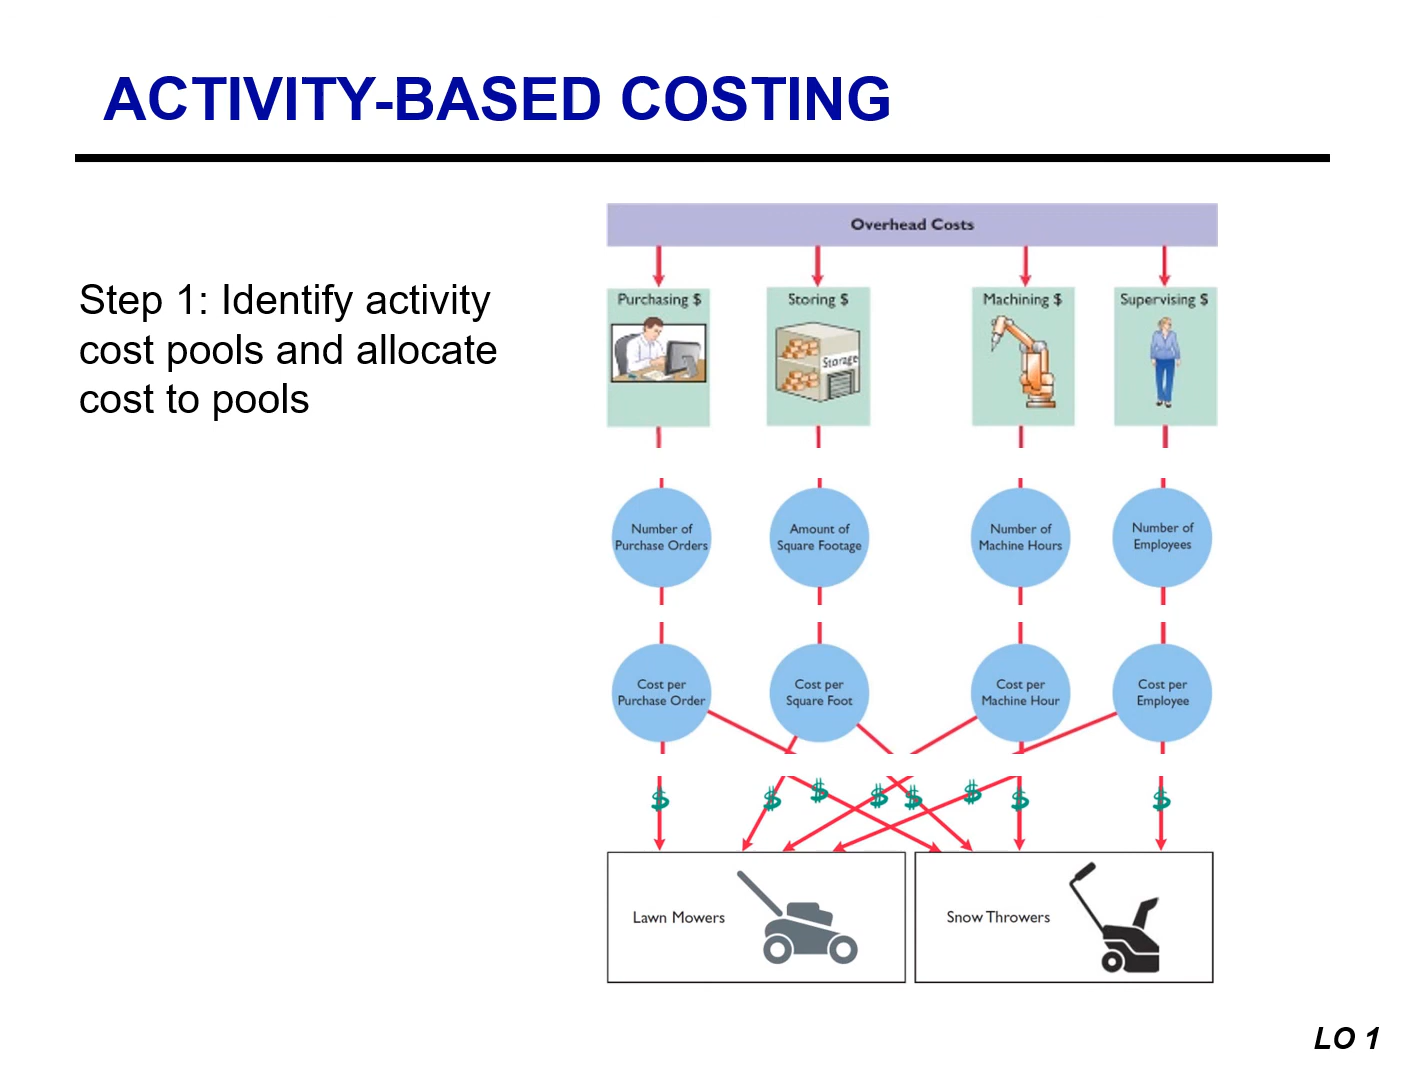 ACTIVITY-BASED COSTING
Step 1: Identify activity
cost pools and allocate
cost to pools
Overhead Costs
Purchasing $
Storing $
Machining $
Supervising $
Storage
Number of
Purchase Orders
Amount of
Square Footage
Number of
Machine Hours
Number of
Employees
Cost per
Purchase Order
Cost per
Square Foot
Cost per
Machine Hour
Cost per
Employee
$ $ $ $ $ $ $ $
Lawn Mowers
Snow Throwers
LO 1